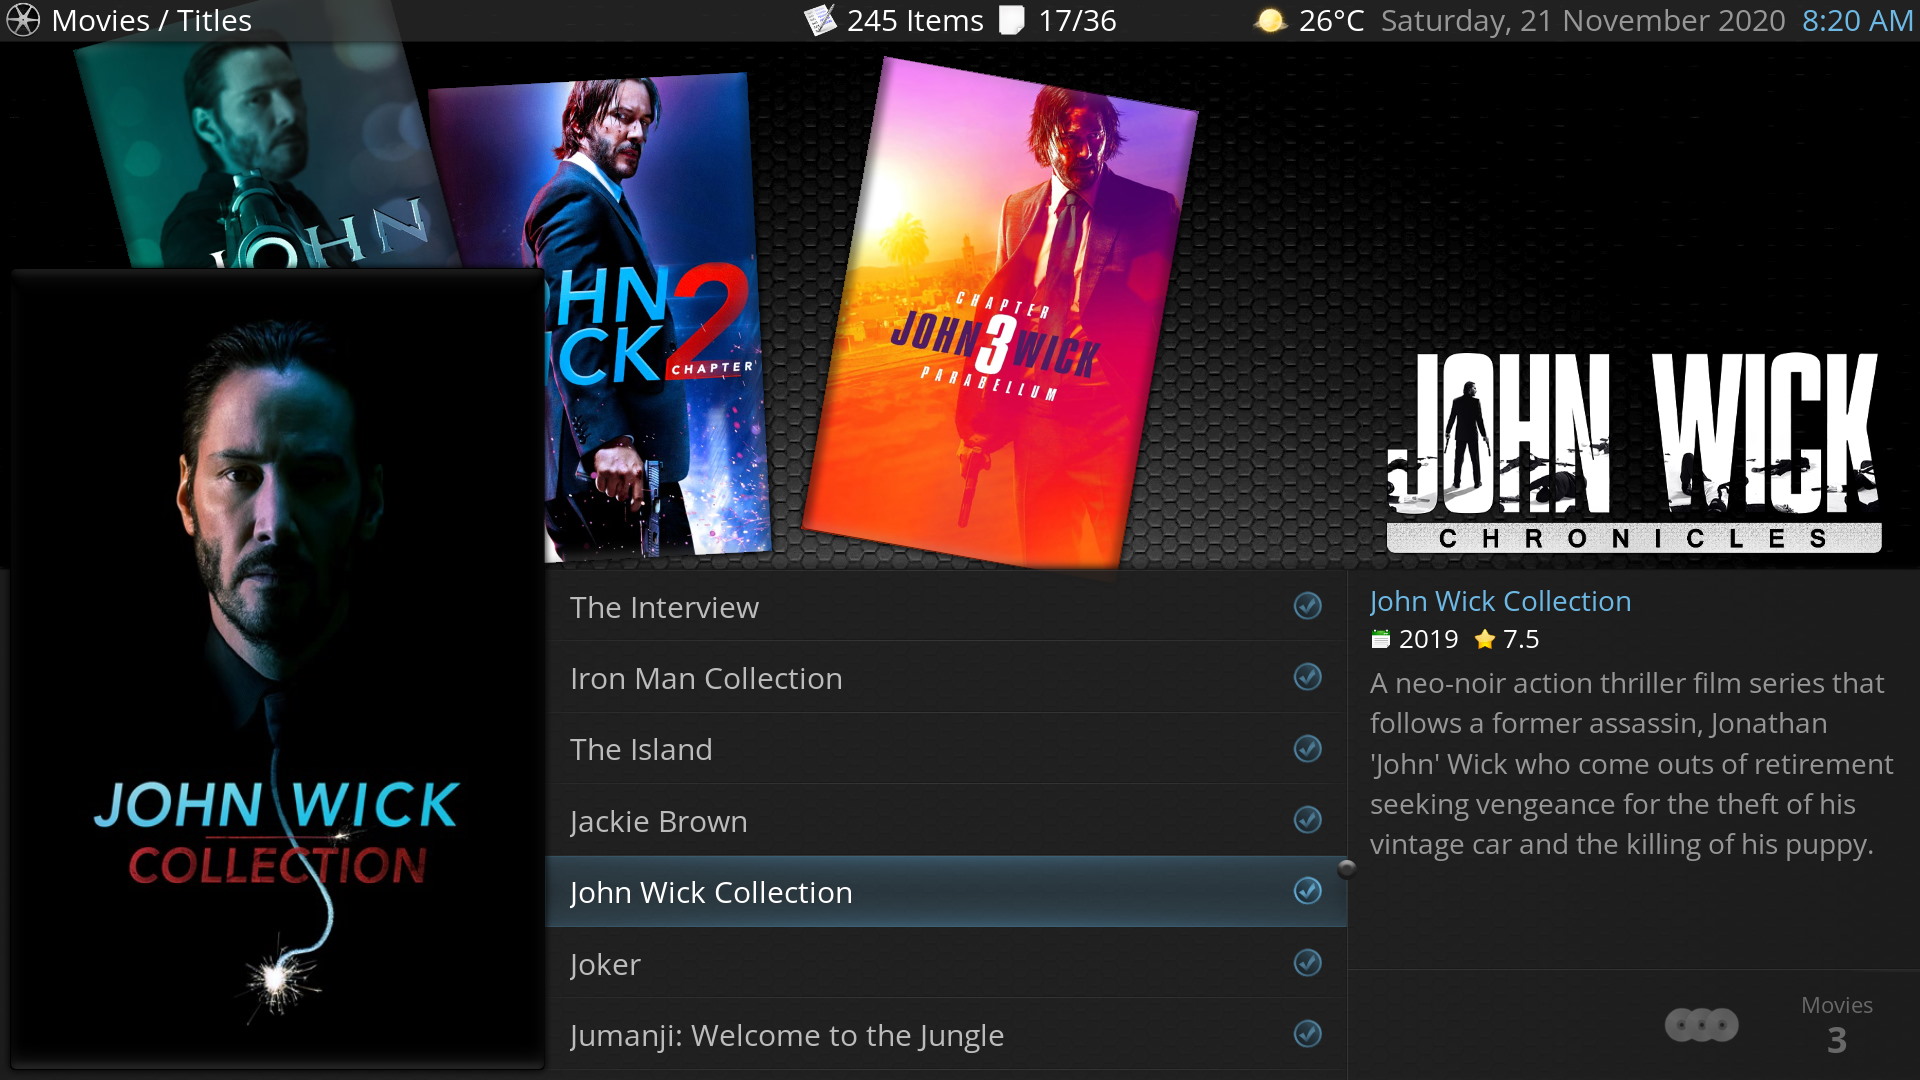 Movies / Titles
245 Items 17/36
26°C Saturday, 21 November 2020 8:20 AM
JOHN
JOHN
WICK 2
CHAPTER
CHAPTER
JOHN 3 WICK
PARABELLUM
JOHN WICK
CHRONICLES
JOHN WICK
COLLECTION
The Interview
Iron Man Collection
The Island
Jackie Brown
John Wick Collection
Joker
Jumanji: Welcome to the Jungle
John Wick Collection
2019 7.5
A neo-noir action thriller film series that
follows a former assassin, Jonathan
'John' Wick who come outs of retirement
seeking vengeance for the theft of his
vintage car and the killing of his puppy.
Movies
3